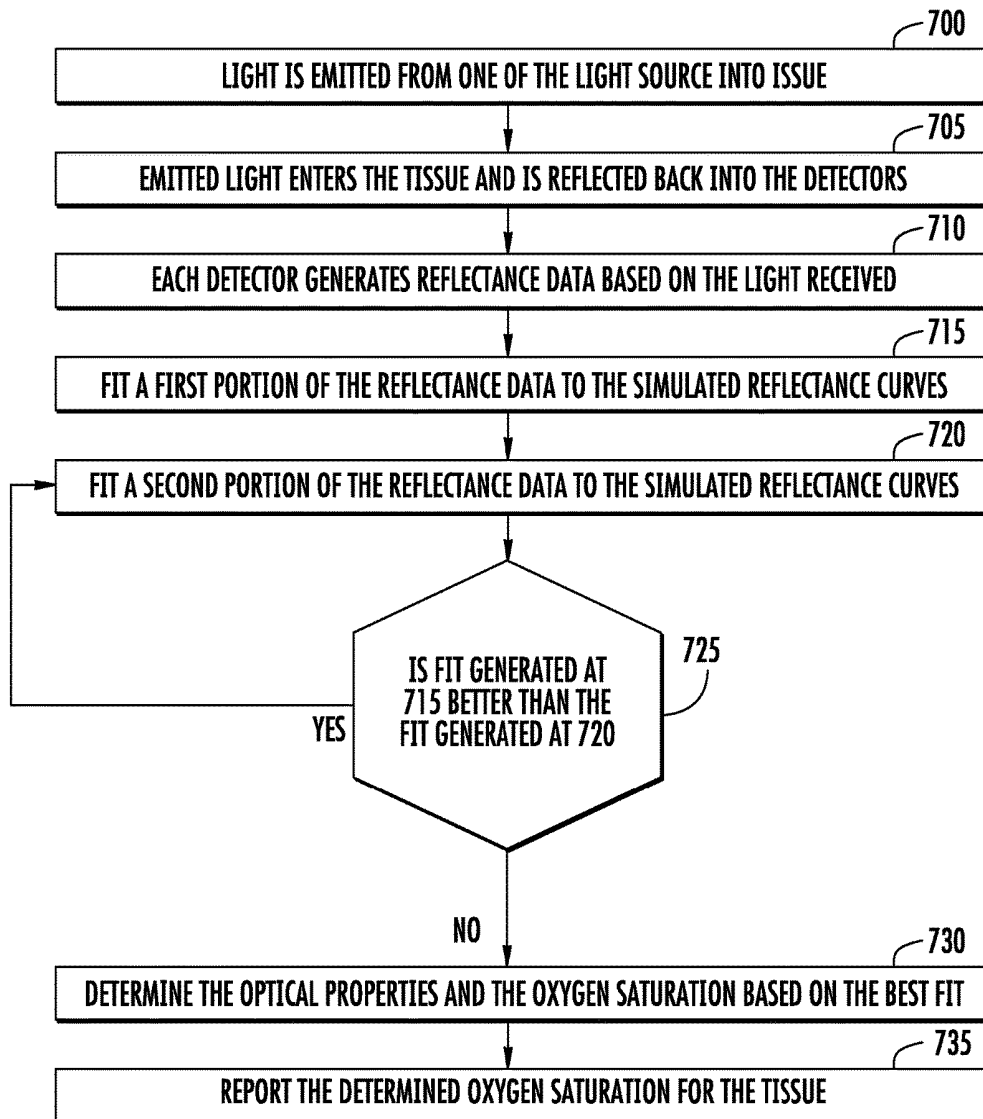 700
LIGHT IS EMITTED FROM ONE OF THE LIGHT SOURCE INTO ISSUE
705
EMITTED LIGHT ENTERS THE TISSUE AND IS REFLECTED BACK INTO THE DETECTORS
710
EACH DETECTOR GENERATES REFLECTANCE DATA BASED ON THE LIGHT RECEIVED
715
FIT A FIRST PORTION OF THE REFLECTANCE DATA TO THE SIMULATED REFLECTANCE CURVES
720
FIT A SECOND PORTION OF THE REFLECTANCE DATA TO THE SIMULATED REFLECTANCE CURVES
725
IS FIT GENERATED AT
715 BETTER THAN THE
FIT GENERATED AT 720
YES
NO
730
DETERMINE THE OPTICAL PROPERTIES AND THE OXYGEN SATURATION BASED ON THE BEST FIT
735
REPORT THE DETERMINED OXYGEN SATURATION FOR THE TISSUE